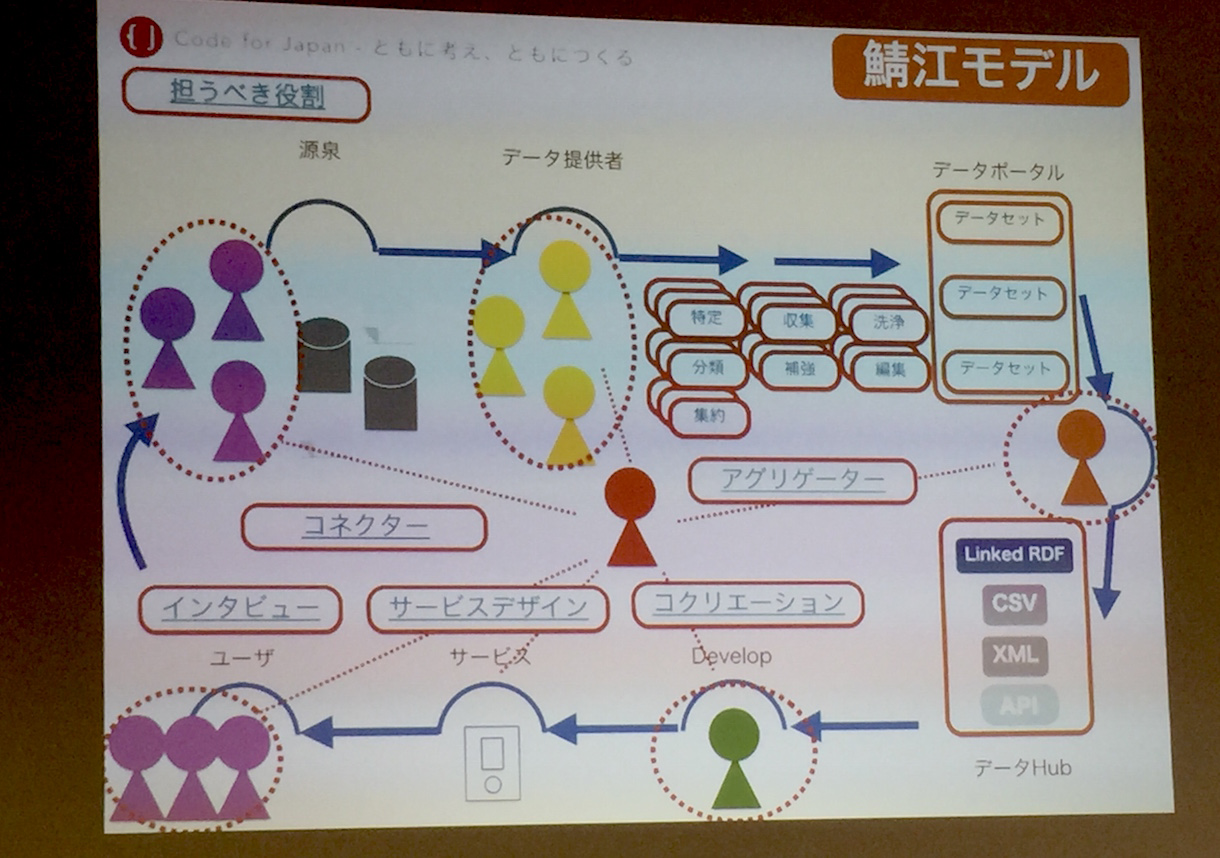 { }
Code for Japan - ともに考え、ともにつくる
鯖江モデル
担うべき役割
源泉
データ提供者
データポータル
データセット
データセット
データセット
特定
収集
洗浄
分類
補強
編集
集約
アグリゲーター
コネクター
Linked RDF
CSV
XML
API
インタビュー
サービスデザイン
コクリエーション
ユーザ
サービス
Develop
データHub